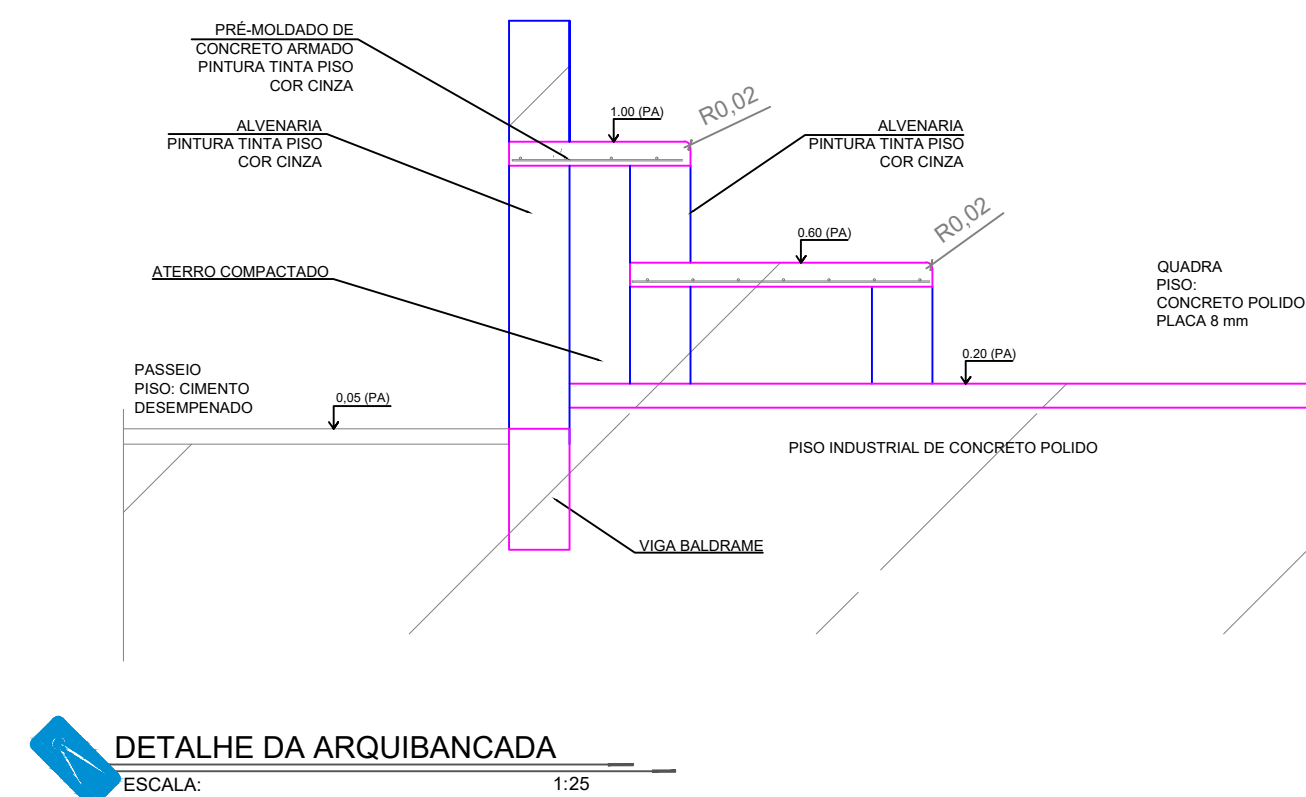 PRÉ-MOLDADO DE
CONCRETO ARMADO
PINTURA TINTA PISO
COR CINZA
ALVENARIA
PINTURA TINTA PISO
COR CINZA
1.00 (PA)
R0,02
ALVENARIA
PINTURA TINTA PISO
COR CINZA
0.60 (PA)
R0,02
ATERRO COMPACTADO
QUADRA
PISO:
CONCRETO POLIDO
PLACA 8 mm
0.20 (PA)
PASSEIO
PISO: CIMENTO
DESEMPENADO
0,05 (PA)
PISO INDUSTRIAL DE CONCRETO POLIDO
VIGA BALDRAME
DETALHE DA ARQUIBANCADA
ESCALA: 1:25